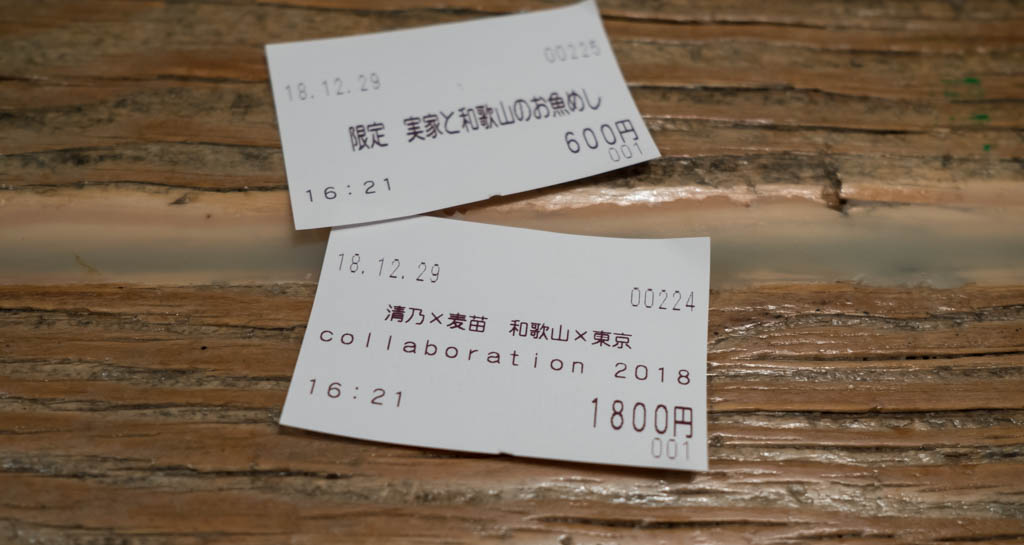 18.12.29 00225
限定 実家と和歌山のお魚めし
600円
16:21 001
18.12.29 00224
清乃×麦苗 和歌山×東京
collaboration 2018
16:21 1800円
001